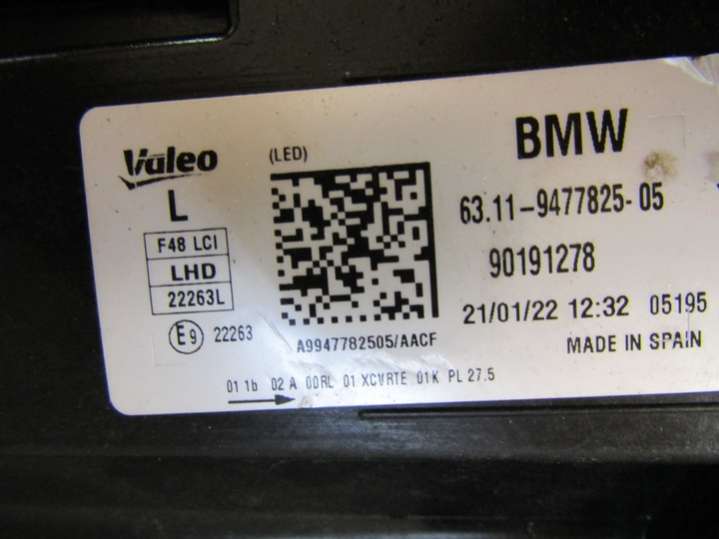 Valeo
(LED)
BMW
L
63.11-9477825-05
F48 LCI
LHD
22263L
90191278
21/01/22 12:32 05195
E9 22263
A9947782505/AACF
MADE IN SPAIN
01 1b 02 A 00RL 01 XCVRTE 01K PL 27.5